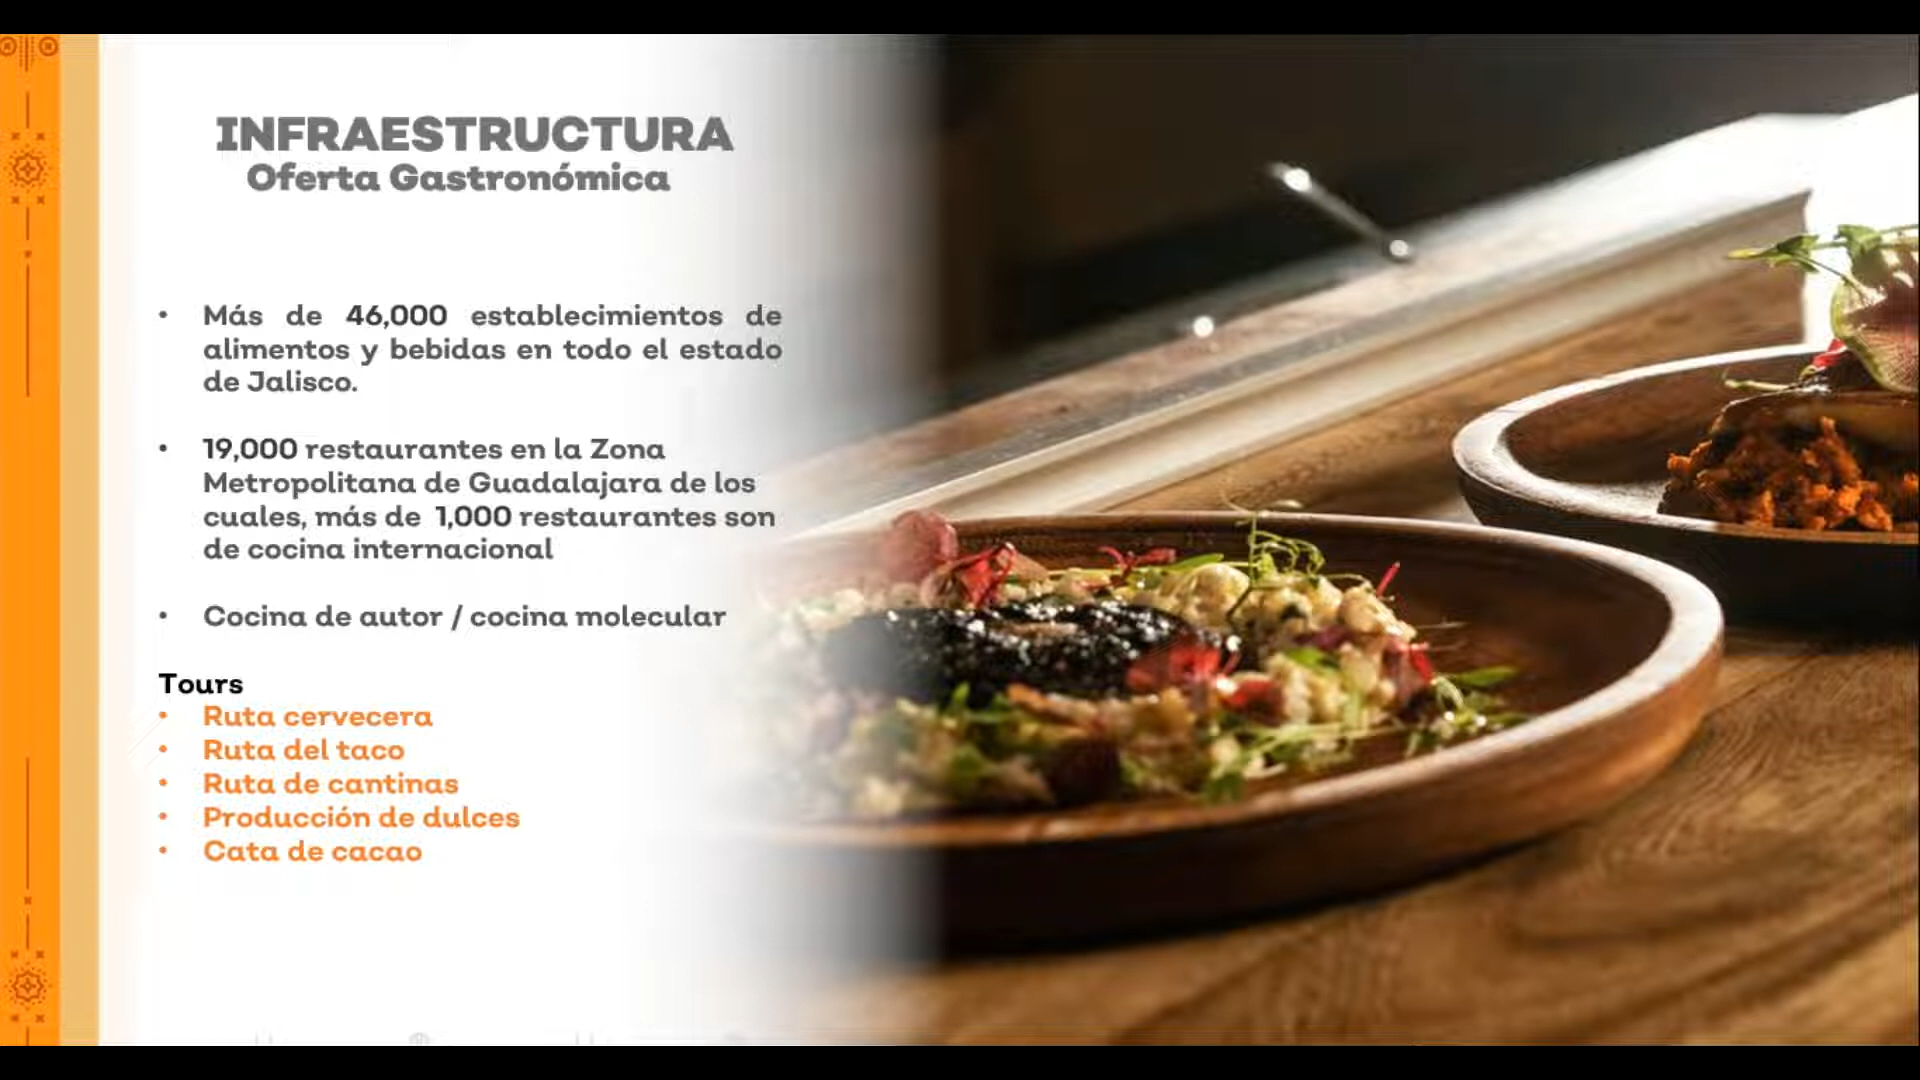 INFRAESTRUCTURA
Oferta Gastronómica
• Más de 46,000 establecimientos de
alimentos y bebidas en todo el estado
de Jalisco.
• 19,000 restaurantes en la Zona
Metropolitana de Guadalajara de los
cuales, más de 1,000 restaurantes son
de cocina internacional
• Cocina de autor / cocina molecular
Tours
• Ruta cervecera
• Ruta del taco
• Ruta de cantinas
• Producción de dulces
• Cata de cacao